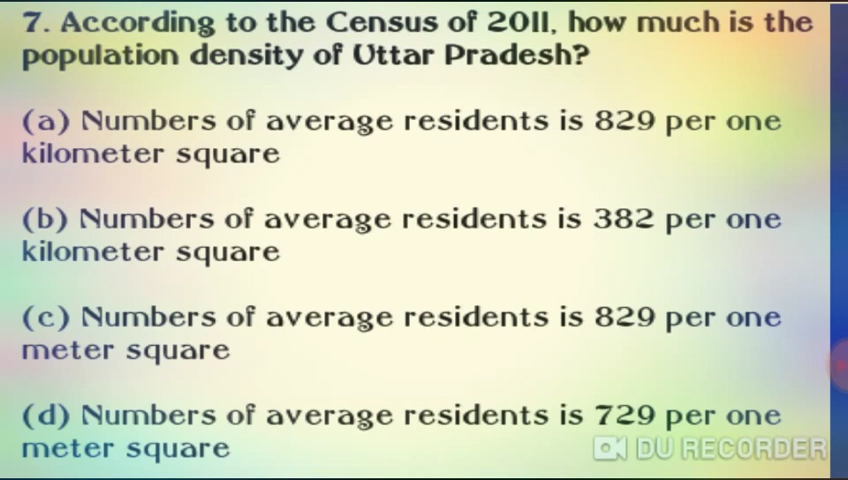 7. According to the Census of 2011, how much is the
population density of Uttar Pradesh?
(a) Numbers of average residents is 829 per one
kilometer square
(b) Numbers of average residents is 382 per one
kilometer square
(c) Numbers of average residents is 829 per one
meter square
(d) Numbers of average residents is 729 per one
meter square
DU RECORDER